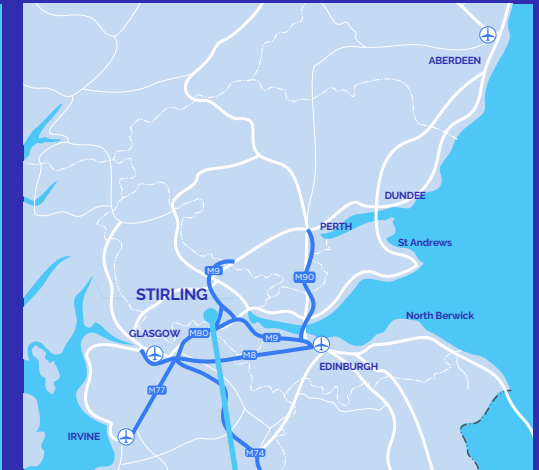 ABERDEEN
DUNDEE
PERTH
St Andrews
M9
M90
STIRLING
North Berwick
GLASGOW
M80
M9
M8
EDINBURGH
M77
IRVINE
M74